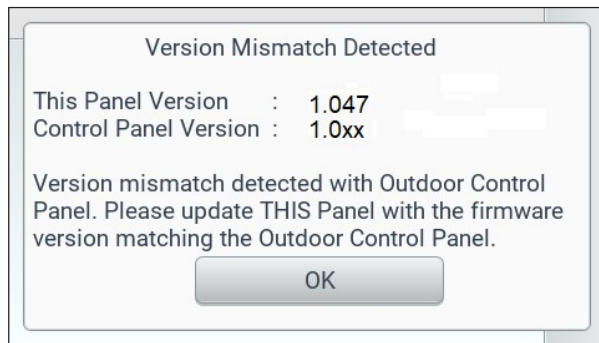 Version Mismatch Detected
This Panel Version : 1.047
Control Panel Version : 1.0xx
Version mismatch detected with Outdoor Control
Panel. Please update THIS Panel with the firmware
version matching the Outdoor Control Panel.
OK